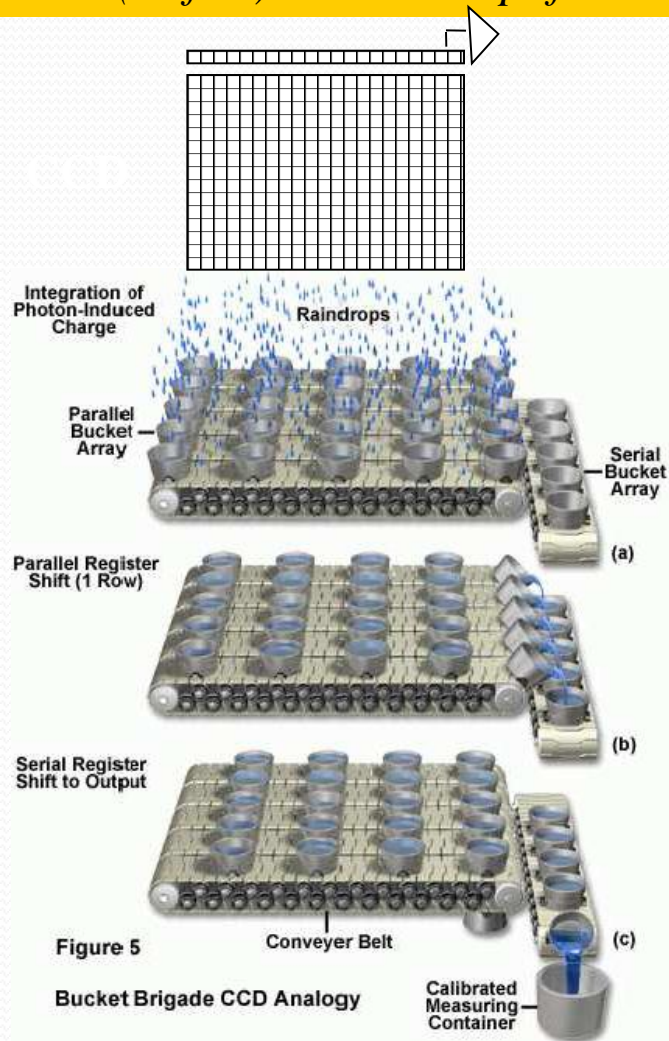 CCD
Integration of
Photon-Induced
Charge
Raindrops
Parallel
Bucket
Array
Serial
Bucket
Array
(a)
Parallel Register
Shift (1 Row)
(b)
Serial Register
Shift to Output
(c)
Conveyer Belt
Figure 5
Bucket Brigade CCD Analogy
Calibrated
Measuring
Container